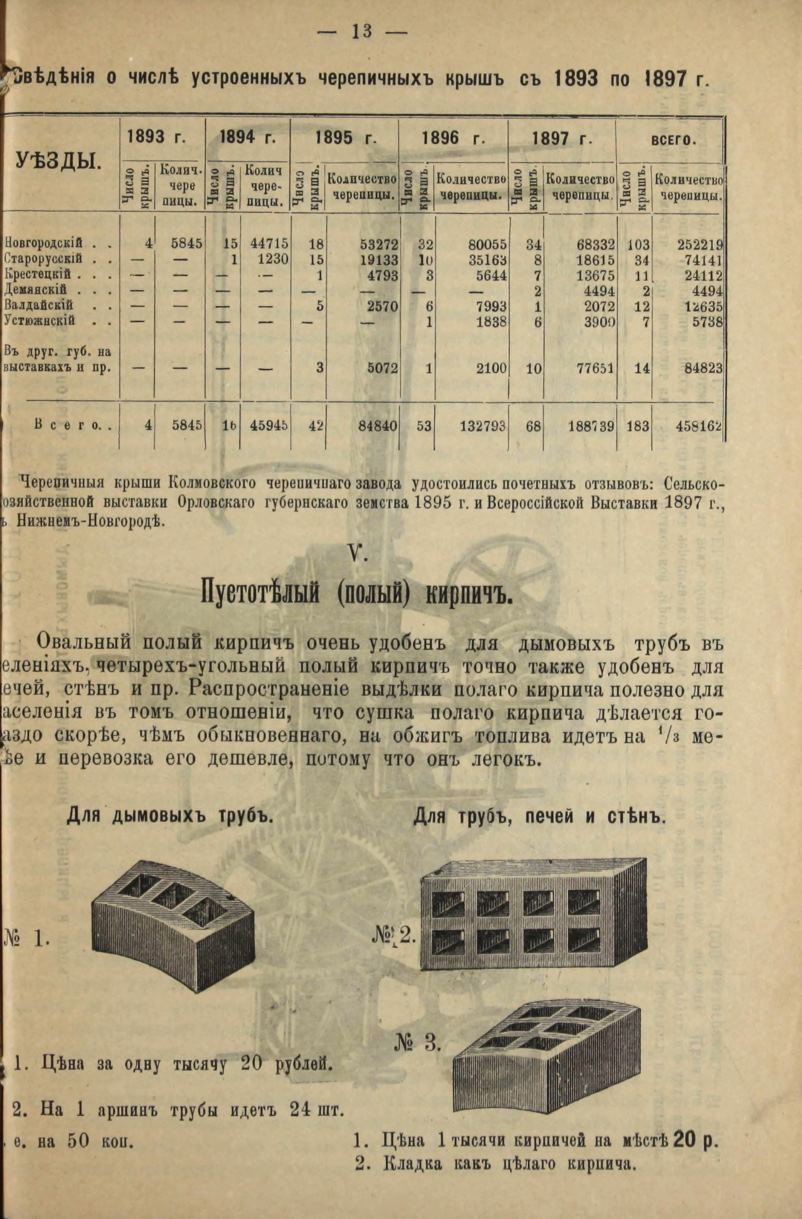 — 13 —
Свѣдѣнія о числѣ устроенныхъ черепичныхъ крышъ съ 1893 по 1897 г.
УѢЗДЫ. 1893 г. 1894 г. 1895 г. 1896 г. 1897 г. ВСЕГО.
Число крышъ. Колич. чере пицы. Число крышъ. Колич чере- пицы. Число крышъ. Количество черепицы. Число крышъ. Количество черепицы. Число крышъ. Количество черепицы. Число крышъ. Количество черепицы.
Новгородскій . . 4 5845 15 44715 18 53272 32 80055 34 68332 103 252219
Старорусскій . . — — 1 1230 15 19133 10 35163 8 18615 34 74141
Крестецкій . . . — — — — 1 4793 3 5644 7 13675 11 24112
Демянскій . . . — — — — — — — — 2 4494 2 4494
Валдайскій . . — — — — 5 2570 6 7993 1 2072 12 12635
Устюжнскій . . — — — — — — 1 1838 6 3900 7 5738
Въ друг. губ. на
выставкахъ и пр. — — — — 3 5072 1 2100 10 77651 14 84823
Всего. . 4 5845 16 45945 42 84840 53 132793 68 188739 183 458162
Черепичныя крыши Колмовского черепичнаго завода удостоились почетныхъ отзывовъ: Сельско-
озяйственной выставки Орловскаго губернскаго земства 1895 г. и Всероссійской Выставки 1897 г.,
ъ Нижнемъ-Новгородѣ.
V.
Пустотѣлый (полый) кирпичъ.
Овальный полый кирпичъ очень удобенъ для дымовыхъ трубъ въ
еленіяхъ, четырехъ-угольный полый кирпичъ точно также удобенъ для
ечей, стѣнъ и пр. Распространеніе выдѣлки полаго кирпича полезно для
аселенія въ томъ отношеніи, что сушка полаго кирпича дѣлается го-
аздо скорѣе, чѣмъ обыкновеннаго, на обжигъ топлива идетъ на 1/3 ме-
ѣе и перевозка его дешевле, потому что онъ легокъ.
Для дымовыхъ трубъ.
Для трубъ, печей и стѣнъ.
№ 1.
№ 2.
№ 3.
1. Цѣна за одну тысячу 20 рублей.
2. На 1 аршинъ трубы идетъ 24 шт.
. е. на 50 коп.
1. Цѣна 1 тысячи кирпичей на мѣстѣ 20 р.
2. Кладка какъ цѣлаго кирпича.